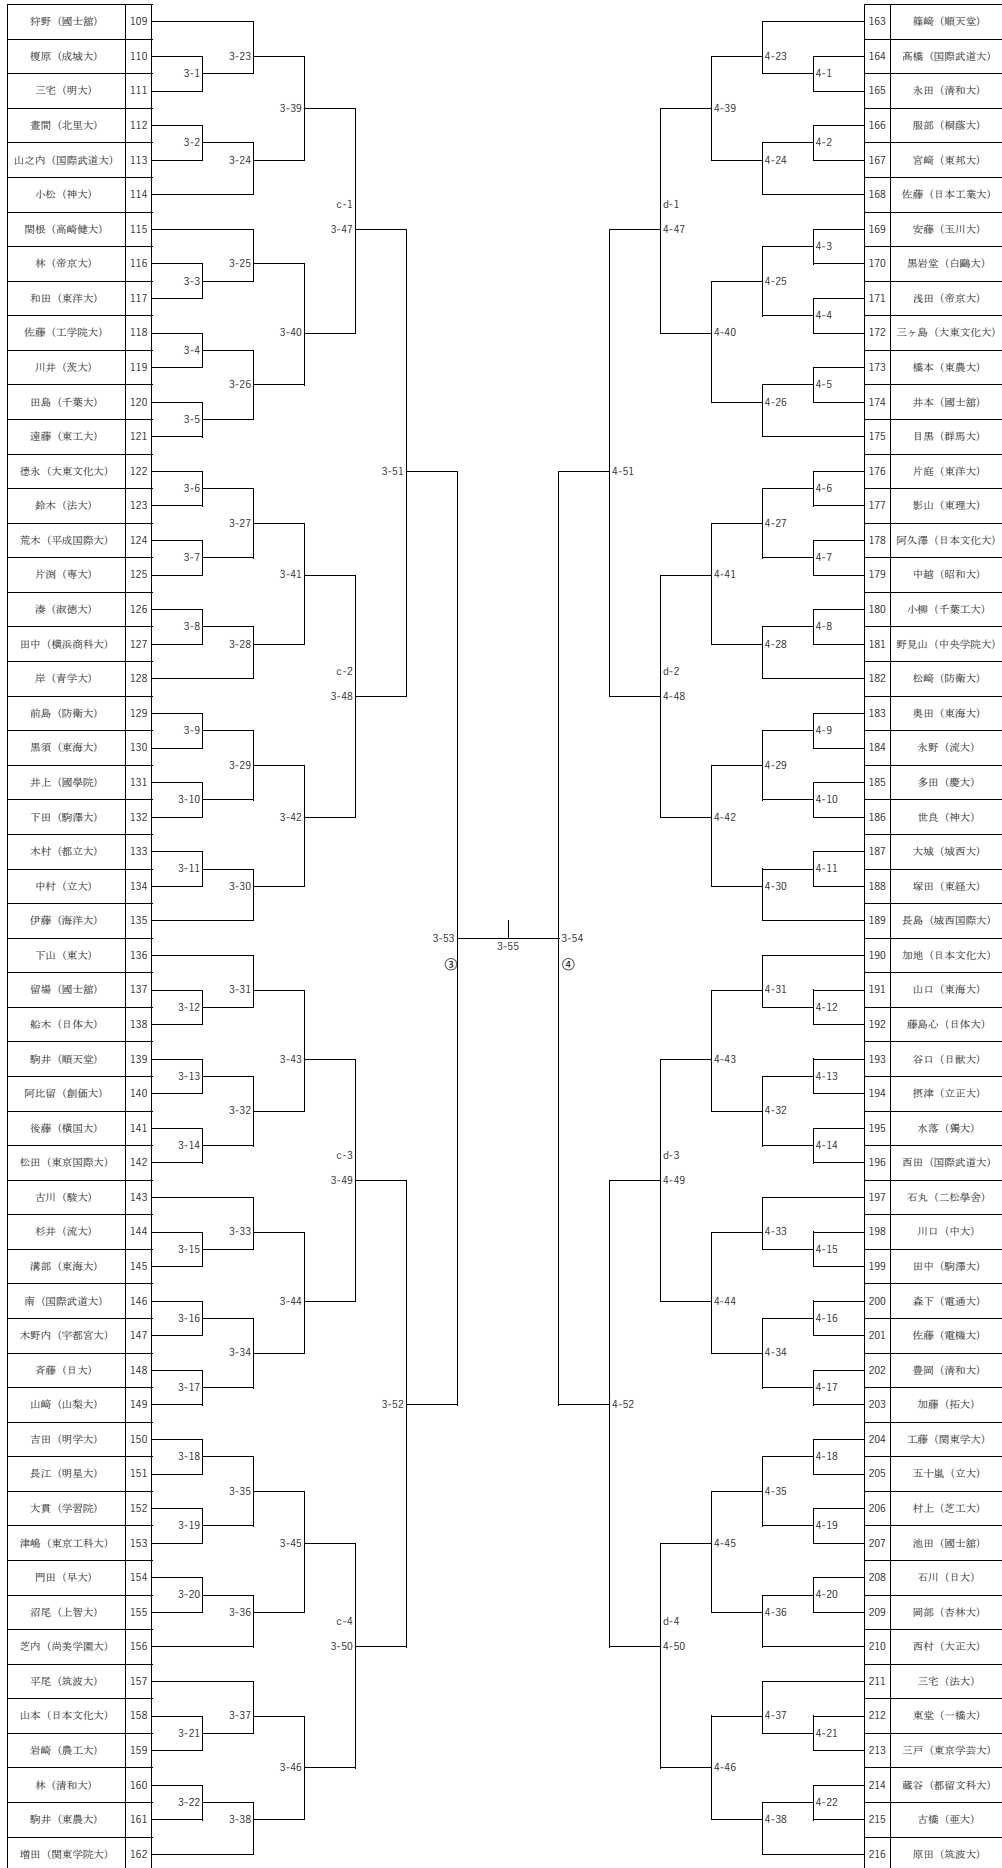 狩野（國士舘） 109
榎原（成城大） 110
三宅（明大） 111
晝間（北里大） 112
山之内（国際武道大） 113
小松（神大） 114
関根（高崎健大） 115
林（帝京大） 116
和田（東洋大） 117
佐藤（工学院大） 118
川井（茨大） 119
田島（千葉大） 120
遠藤（東工大） 121
德永（大東文化大） 122
鈴木（法大） 123
荒木（平成国際大） 124
片渕（専大） 125
湊（淑徳大） 126
田中（横浜商科大） 127
岸（青学大） 128
前島（防衛大） 129
黒須（東海大） 130
井上（國學院） 131
下田（駒澤大） 132
木村（都立大） 133
中村（立大） 134
伊藤（海洋大） 135
下山（東大） 136
留場（國士舘） 137
船木（日体大） 138
駒井（順天堂） 139
阿比留（創価大） 140
後藤（横国大） 141
松田（東京国際大） 142
古川（駿大） 143
杉井（流大） 144
溝部（東海大） 145
南（国際武道大） 146
木野内（宇都宮大） 147
斉藤（日大） 148
山﨑（山梨大） 149
吉田（明学大） 150
長江（明星大） 151
大貫（学習院） 152
津嶋（東京工科大） 153
門田（早大） 154
沼尾（上智大） 155
芝内（尚美学園大） 156
平尾（筑波大） 157
山本（日本文化大） 158
岩崎（農工大） 159
林（清和大） 160
駒井（東農大） 161
増田（関東学院大） 162
3-1
3-2
3-3
3-4
3-5
3-6
3-7
3-8
3-9
3-10
3-11
3-12
3-13
3-14
3-15
3-16
3-17
3-18
3-19
3-20
3-21
3-22
3-23
3-24
3-25
3-26
3-27
3-28
3-29
3-30
3-31
3-32
3-33
3-34
3-35
3-36
3-37
3-38
3-39
3-40
3-41
3-42
3-43
3-44
3-45
3-46
c-1
3-47
c-2
3-48
c-3
3-49
c-4
3-50
3-51
3-52
3-53
③
3-55
3-54
④
4-51
4-52
d-1
4-47
d-2
4-48
d-3
4-49
d-4
4-50
4-39
4-40
4-41
4-42
4-43
4-44
4-45
4-46
4-23
4-24
4-25
4-26
4-27
4-28
4-29
4-30
4-31
4-32
4-33
4-34
4-35
4-36
4-37
4-38
4-1
4-2
4-3
4-4
4-5
4-6
4-7
4-8
4-9
4-10
4-11
4-12
4-13
4-14
4-15
4-16
4-17
4-18
4-19
4-20
4-21
4-22
163 篠﨑（順天堂）
164 髙橋（国際武道大）
165 永田（清和大）
166 服部（桐蔭大）
167 宮﨑（東邦大）
168 佐藤（日本工業大）
169 安藤（玉川大）
170 黒岩堂（白鷗大）
171 浅田（帝京大）
172 三ヶ島（大東文化大）
173 橋本（東農大）
174 井本（國士舘）
175 目黒（群馬大）
176 片庭（東洋大）
177 影山（東理大）
178 阿久澤（日本文化大）
179 中越（昭和大）
180 小柳（千葉工大）
181 野見山（中央学院大）
182 松﨑（防衛大）
183 奥田（東海大）
184 永野（流大）
185 多田（慶大）
186 世良（神大）
187 大城（城西大）
188 塚田（東経大）
189 長島（城西国際大）
190 加地（日本文化大）
191 山口（東海大）
192 藤島心（日体大）
193 谷口（日獣大）
194 摂津（立正大）
195 水落（獨大）
196 西田（国際武道大）
197 石丸（二松學舍）
198 川口（中大）
199 田中（駒澤大）
200 森下（電通大）
201 佐藤（電機大）
202 豊岡（清和大）
203 加藤（拓大）
204 工藤（関東学大）
205 五十嵐（立大）
206 村上（芝工大）
207 池田（國士舘）
208 石川（日大）
209 岡部（杏林大）
210 西村（大正大）
211 三宅（法大）
212 東堂（一橋大）
213 三戸（東京学芸大）
214 蔵谷（都留文科大）
215 古橋（亜大）
216 原田（筑波大）